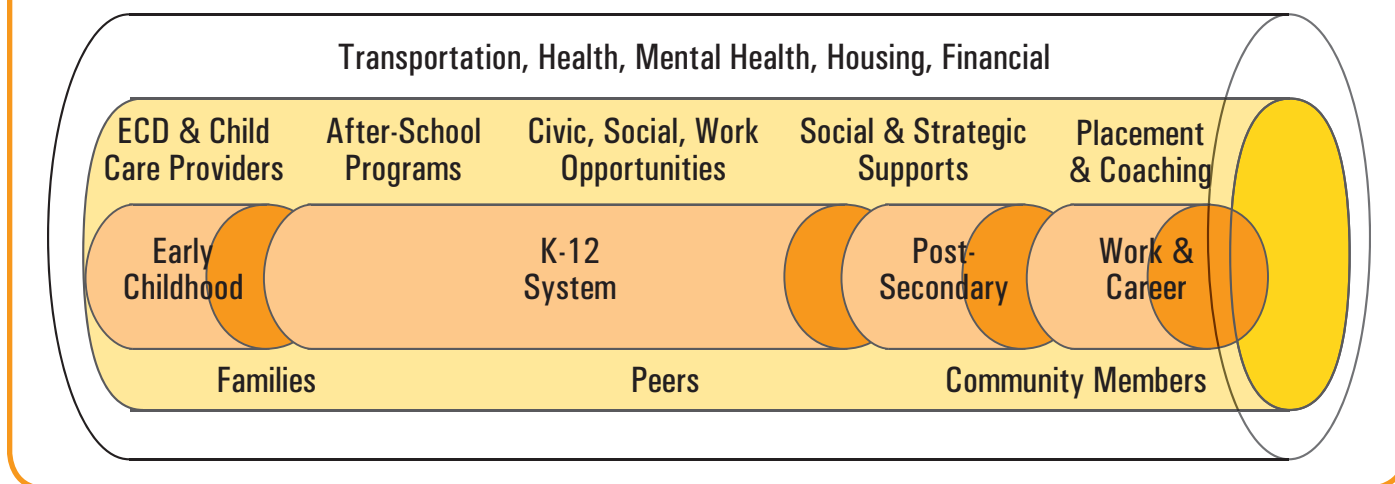 Transportation, Health, Mental Health, Housing, Financial
ECD & Child
Care Providers
After-School
Programs
Civic, Social, Work
Opportunities
Social & Strategic
Supports
Placement
& Coaching
Early
Childhood
K-12
System
Post-
Secondary
Work &
Career
Families
Peers
Community Members